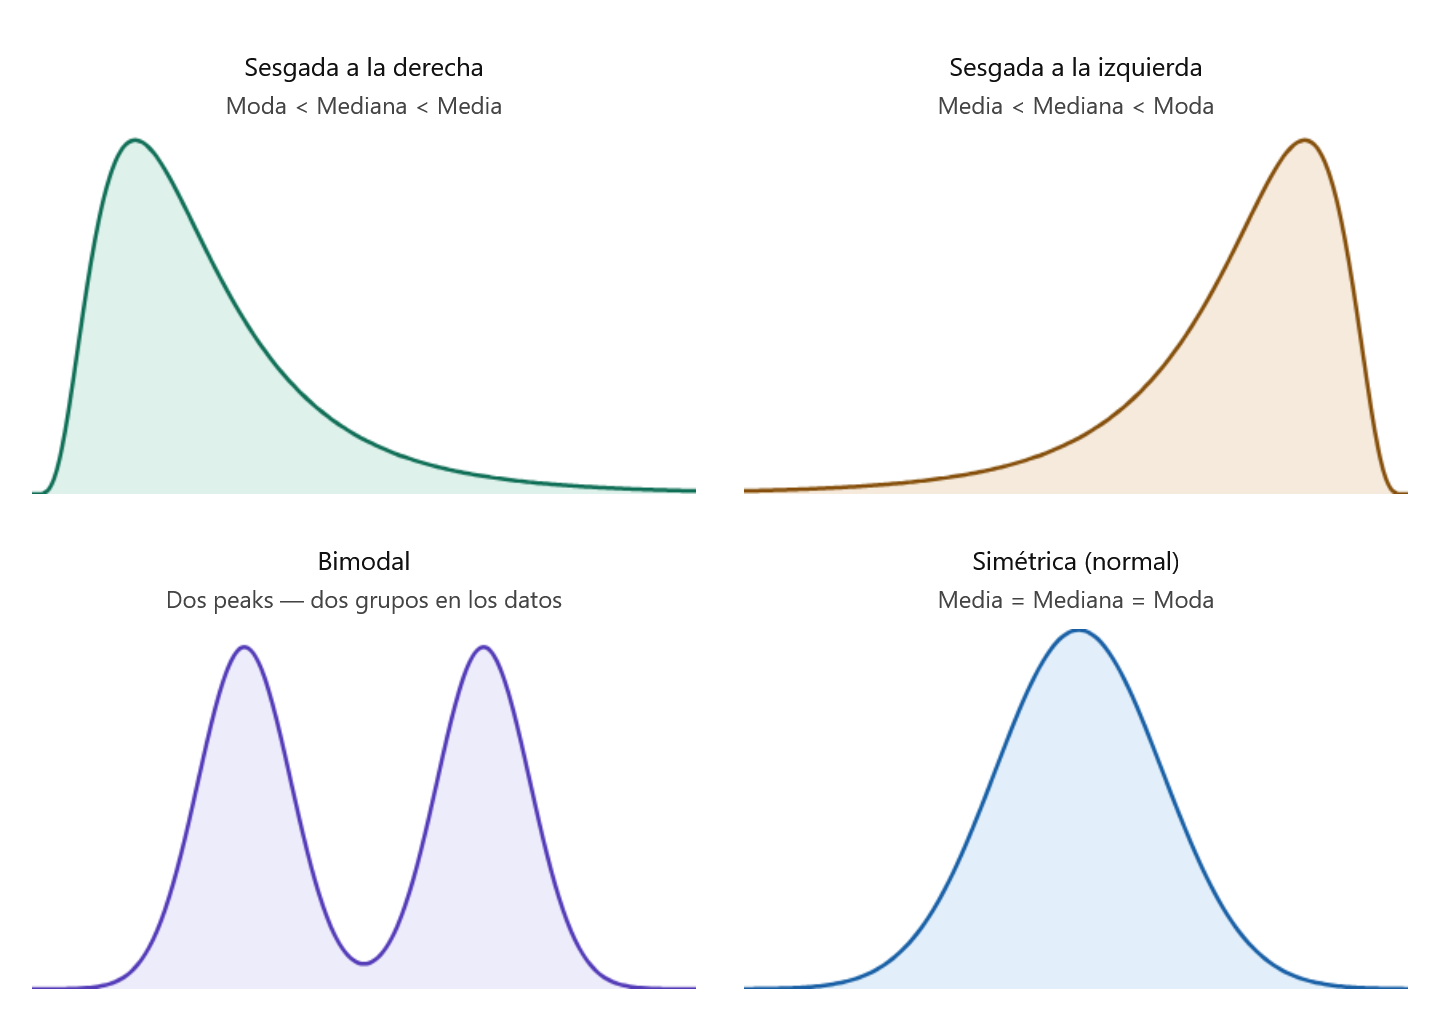 Sesgada a la derecha
Moda < Mediana < Media
Sesgada a la izquierda
Media < Mediana < Moda
Bimodal
Dos peaks — dos grupos en los datos
Simétrica (normal)
Media = Mediana = Moda